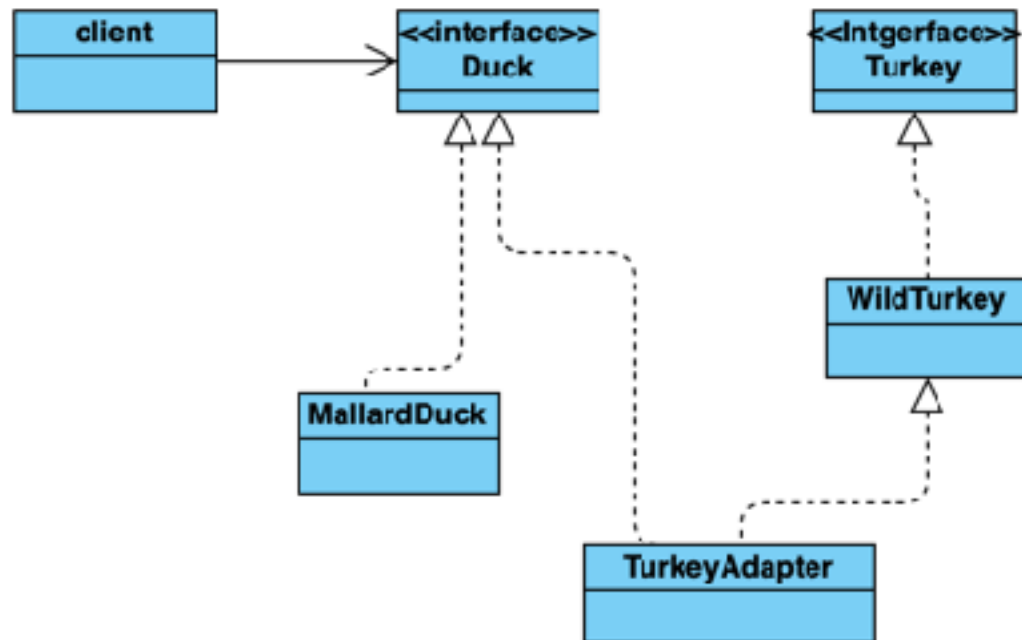 client
<<interface>>
Duck
<<Intgerface>>
Turkey
WildTurkey
MallardDuck
TurkeyAdapter